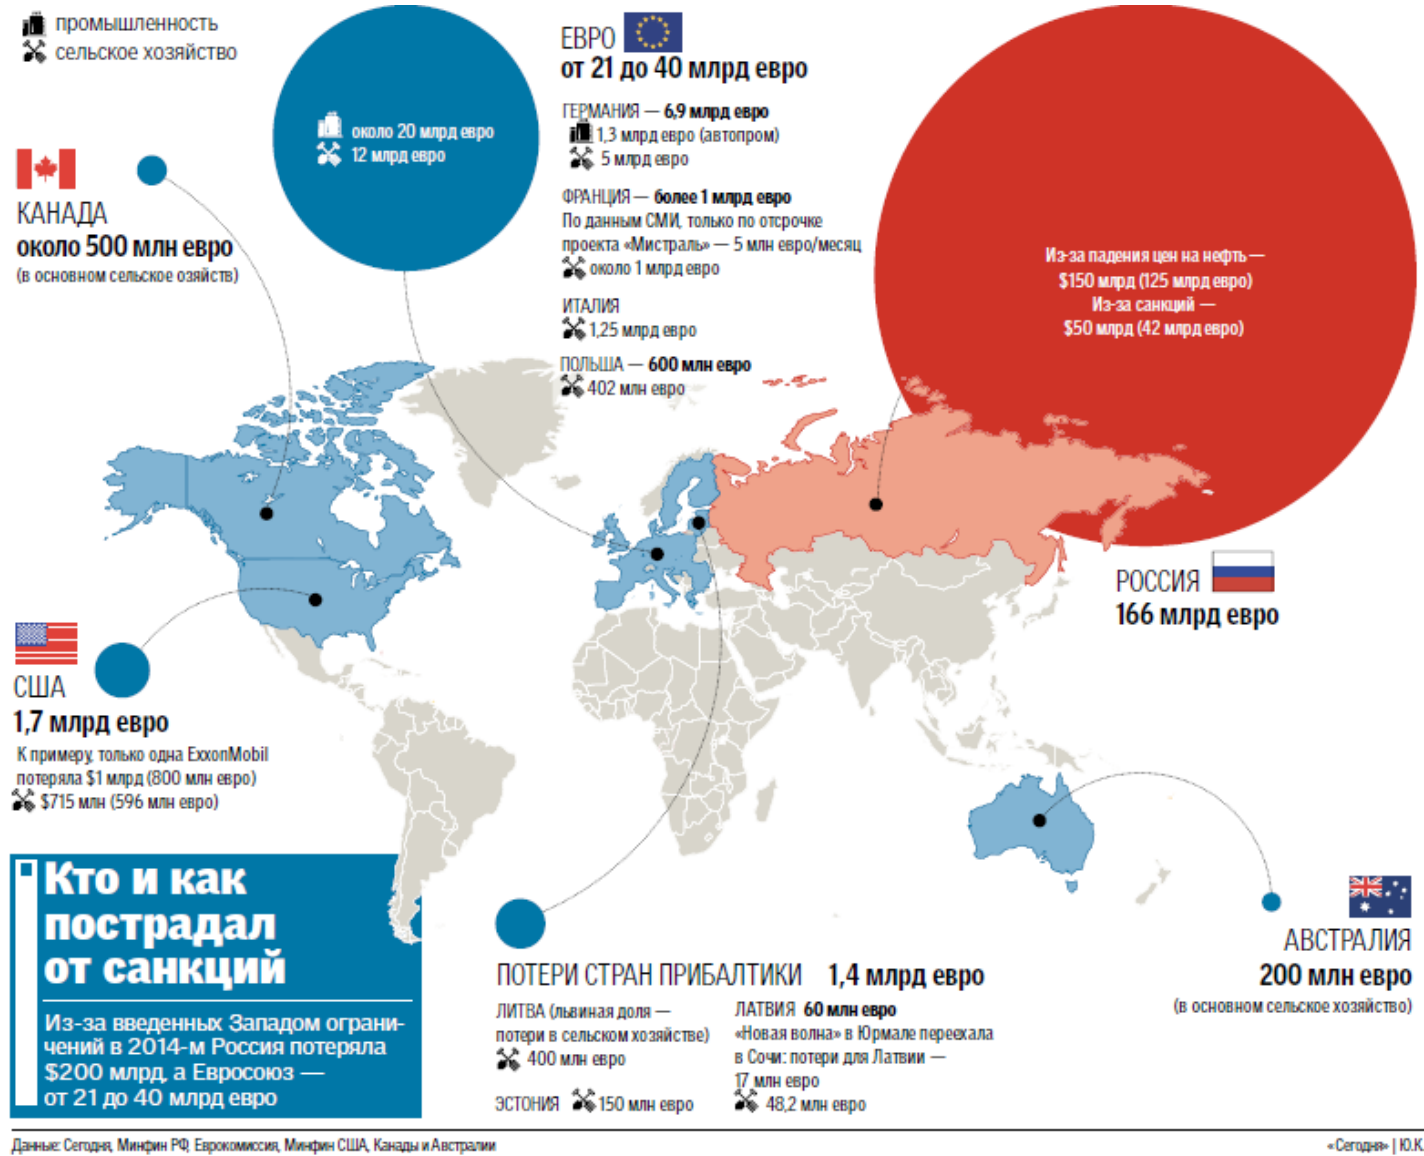 промышленность
сельское хозяйство
около 20 млрд евро
12 млрд евро
ЕВРО
от 21 до 40 млрд евро
ГЕРМАНИЯ — 6,9 млрд евро
1,3 млрд евро (автопром)
5 млрд евро
ФРАНЦИЯ — более 1 млрд евро
По данным СМИ, только по отсрочке
проекта «Мистраль» — 5 млн евро/месяц
около 1 млрд евро
ИТАЛИЯ
1,25 млрд евро
ПОЛЬША — 600 млн евро
402 млн евро
Из-за падения цен на нефть —
$150 млрд (125 млрд евро)
Из-за санкций —
$50 млрд (42 млрд евро)
КАНАДА
около 500 млн евро
(в основном сельское озяйств)
РОССИЯ
166 млрд евро
США
1,7 млрд евро
К примеру, только одна ExxonMobil
потеряла $1 млрд (800 млн евро)
$715 млн (596 млн евро)
Кто и как
пострадал
от санкций
Из-за введенных Западом ограни-
чений в 2014-м Россия потеряла
$200 млрд, а Евросоюз —
от 21 до 40 млрд евро
ПОТЕРИ СТРАН ПРИБАЛТИКИ 1,4 млрд евро
ЛИТВА (львиная доля —
потери в сельском хозяйстве)
400 млн евро
ЭСТОНИЯ 150 млн евро
ЛАТВИЯ 60 млн евро
«Новая волна» в Юрмале переехала
в Сочи: потери для Латвии —
17 млн евро
48,2 млн евро
АВСТРАЛИЯ
200 млн евро
(в основном сельское хозяйство)
Данные: Сегодня, Минфин РФ, Еврокомиссия, Минфин США, Канады и Австралии
«Сегодня» | Ю.К.